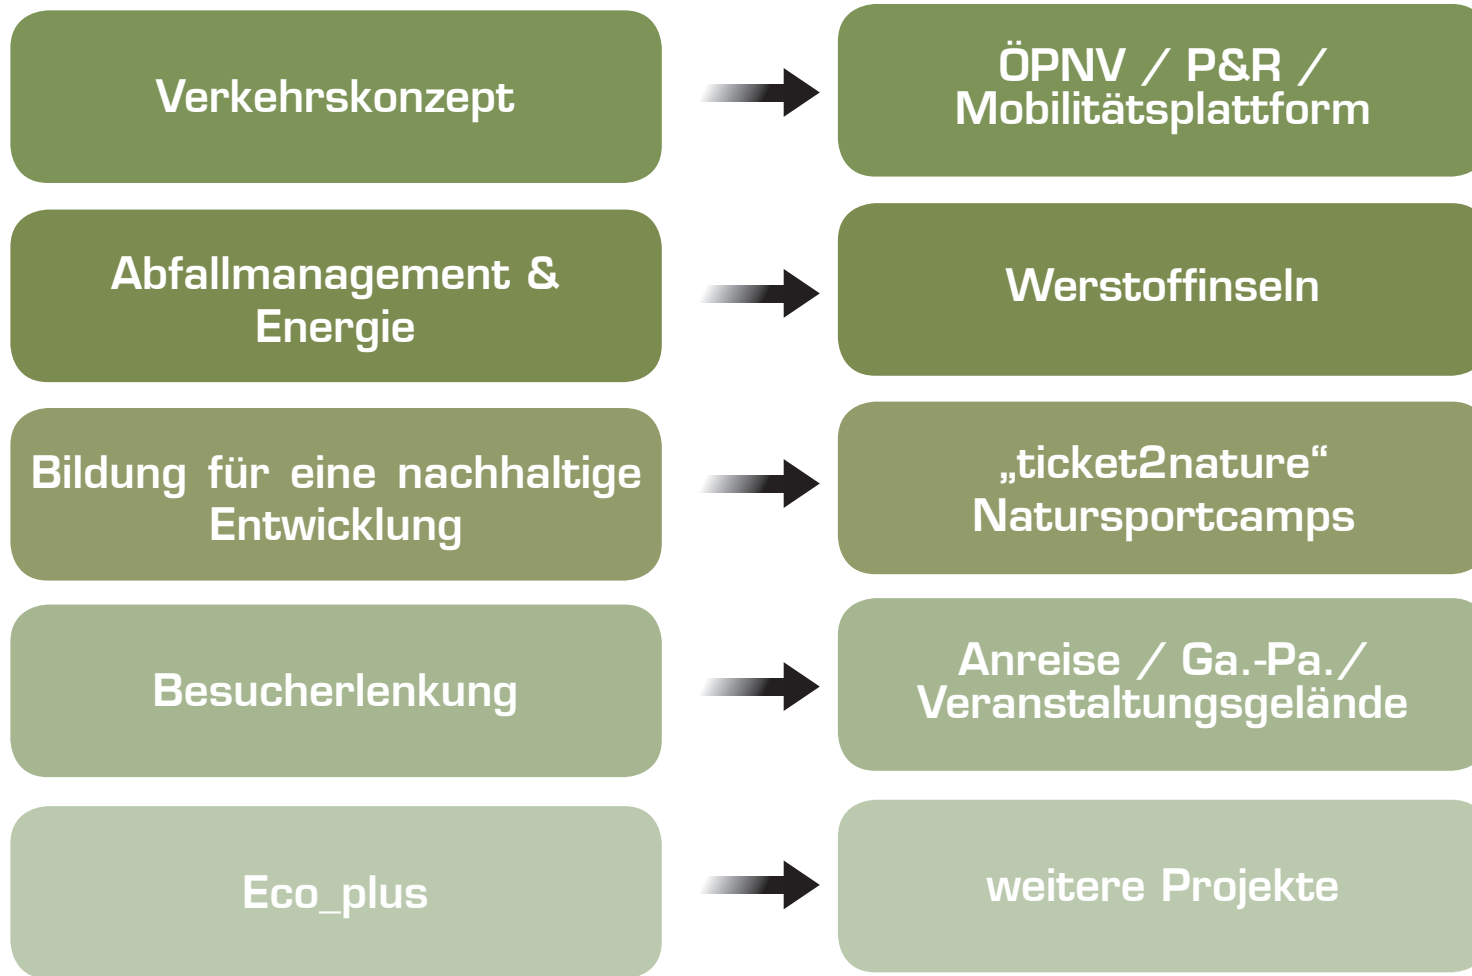 Verkehrskonzept
ÖPNV / P&R /
Mobilitätsplattform
Abfallmanagement &
Energie
Werstoffinseln
Bildung für eine nachhaltige
Entwicklung
„ticket2nature“
Natursportcamps
Besucherlenkung
Anreise / Ga.-Pa./
Veranstaltungsgelände
Eco_plus
weitere Projekte